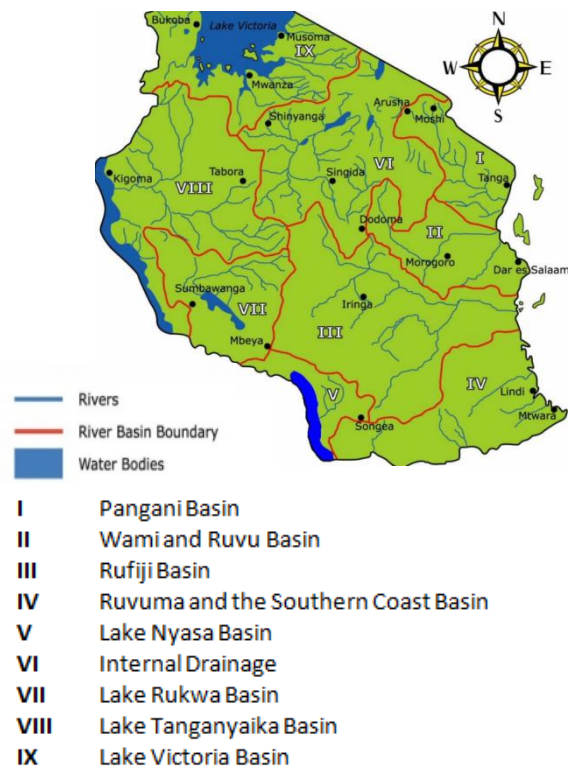 Bukoba
Lake Victoria
Musoma
IX
Mwanza
N
W E
S
Arusha
Moshi
Shinyanga
I
VI
Kigoma
Tabora
VIII
Singida
Tanga
Dodoma
II
Morogoro
Dar es Salaam
Sumbawanga
VII
Iringa
III
Mbeya
IV
V
Lindi
Mtwara
Songea
Rivers
River Basin Boundary
Water Bodies
I Pangani Basin
II Wami and Ruvu Basin
III Rufiji Basin
IV Ruvuma and the Southern Coast Basin
V Lake Nyasa Basin
VI Internal Drainage
VII Lake Rukwa Basin
VIII Lake Tanganyaika Basin
IX Lake Victoria Basin